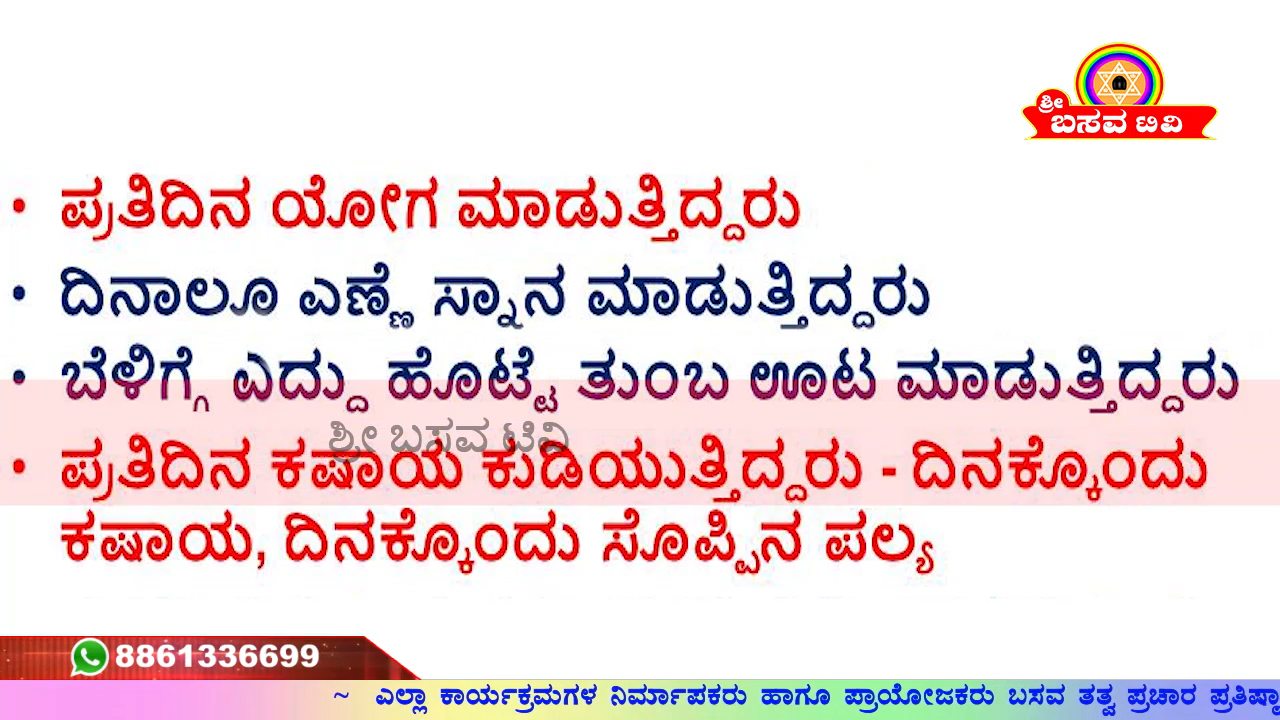 ಶ್ರೀ
ಬಸವ ಟಿವಿ
• ಪ್ರತಿದಿನ ಯೋಗ ಮಾಡುತ್ತಿದ್ದರು
• ದಿನಾಲೂ ಎಣ್ಣೆ ಸ್ನಾನ ಮಾಡುತ್ತಿದ್ದರು
• ಬೆಳಿಗ್ಗೆ ಎದ್ದು ಹೊಟ್ಟೆ ತುಂಬ ಊಟ ಮಾಡುತ್ತಿದ್ದರು
ಶ್ರೀ ಬಸವ ಟಿವಿ
• ಪ್ರತಿದಿನ ಕಷಾಯ ಕುಡಿಯುತ್ತಿದ್ದರು - ದಿನಕ್ಕೊಂದು
ಕಷಾಯ, ದಿನಕ್ಕೊಂದು ಸೊಪ್ಪಿನ ಪಲ್ಯ
8861336699
~ ಎಲ್ಲಾ ಕಾರ್ಯಕ್ರಮಗಳ ನಿರ್ಮಾಪಕರು ಹಾಗೂ ಪ್ರಾಯೋಜಕರು ಬಸವ ತತ್ವ ಪ್ರಚಾರ ಪ್ರತಿಷ್ಠಾ